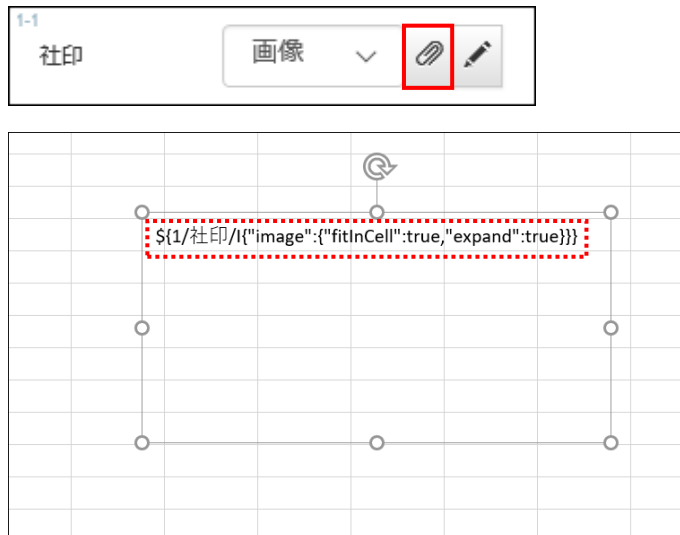 1-1
社印
画像
${1/社印/I{"image":{"fitInCell":true,"expand":true}}}